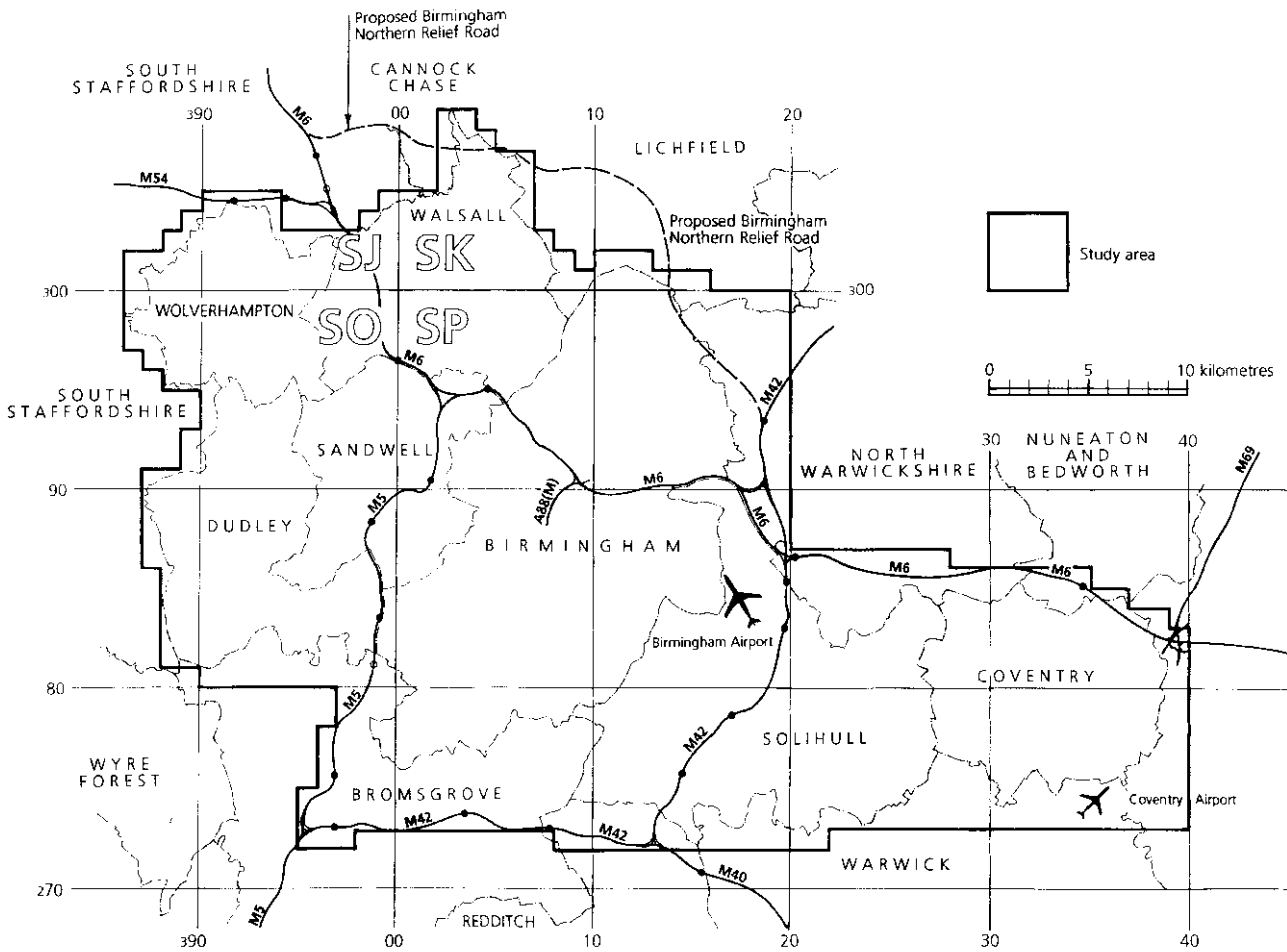 Proposed Birmingham
Northern Relief Road
SOUTH
STAFFORDSHIRE
CANNOCK
CHASE
M6
390
00
10
20
LICHFIELD
M54
WALSALL
Proposed Birmingham
Northern Relief Road
SJ
SK
Study area
300
300
WOLVERHAMPTON
SO
SP
M6
0
5
10 kilometres
M42
SOUTH
STAFFORDSHIRE
SANDWELL
NORTH
WARWICKSHIRE
30
NUNEATON
AND
BEDWORTH
40
M69
90
M6
A88(M)
M5
M6
DUDLEY
BIRMINGHAM
M6
M6
Birmingham Airport
COVENTRY
80
M5
M42
SOLIHULL
WYRE
FOREST
BROMSGROVE
M42
M42
Coventry Airport
WARWICK
M40
270
M5
REDDITCH
390
00
10
20
30
40